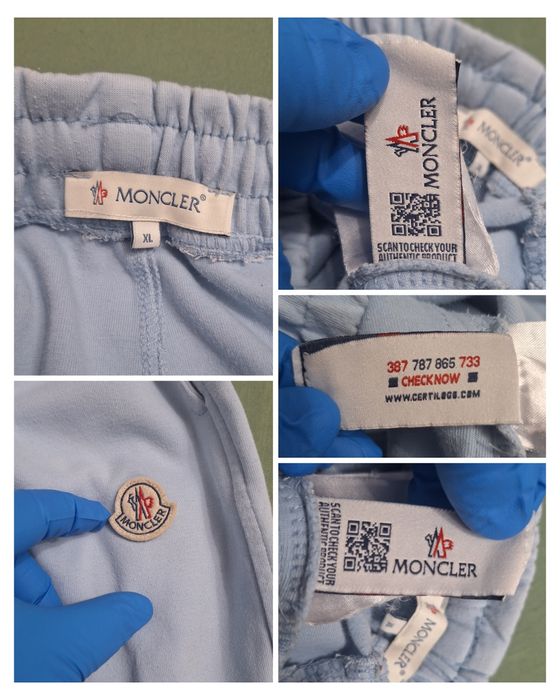 MONCLER®
XL
MONCLER
SCAN TO CHECK YOUR
AUTHENTIC PRODUCT
MONCLER
387 787 865 733
CHECK NOW
WWW.CERTILOGO.COM
MONCLER
SCAN TO CHECK YOUR
AUTHENTIC PRODUCT
MONCLER
MONCLER